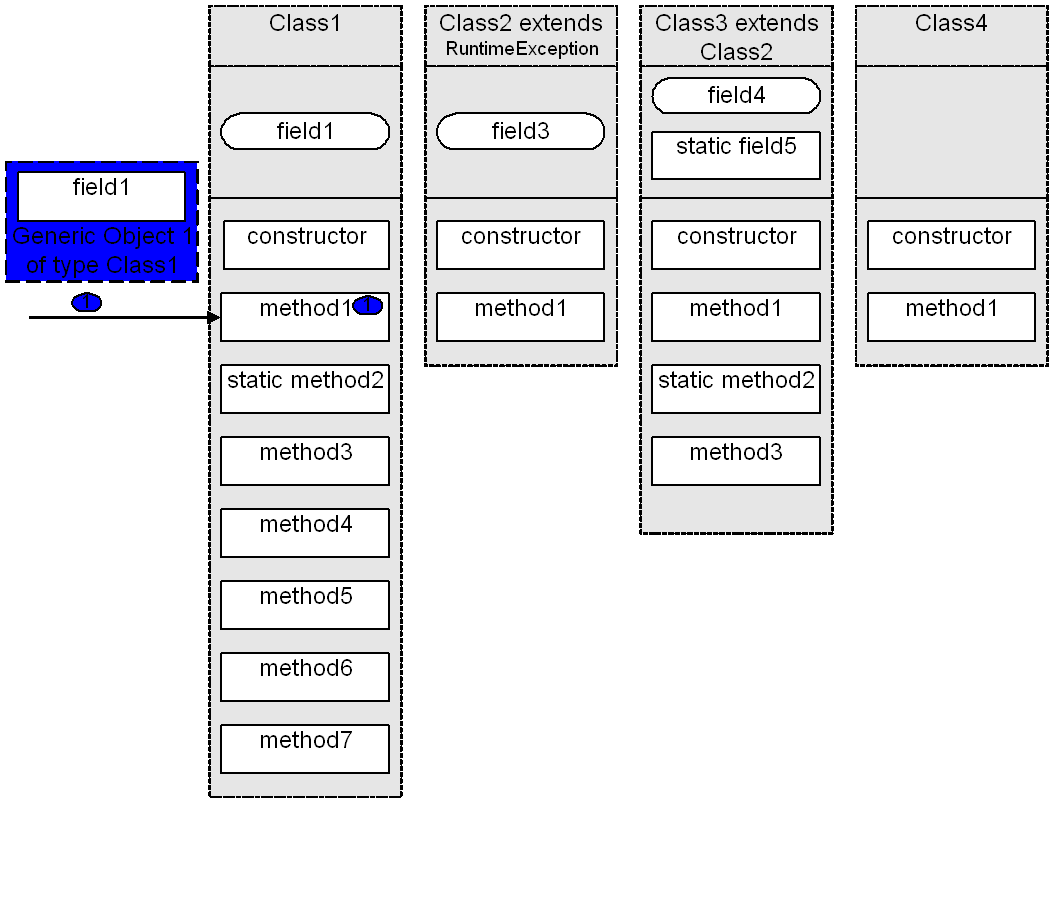 Class1
field1
constructor
method1
1
static method2
method3
method4
method5
method6
method7
Class2 extends
RuntimeException
field3
constructor
method1
Class3 extends
Class2
field4
static field5
constructor
method1
static method2
method3
Class4
constructor
method1
field1
Generic Object 1
of type Class1
1